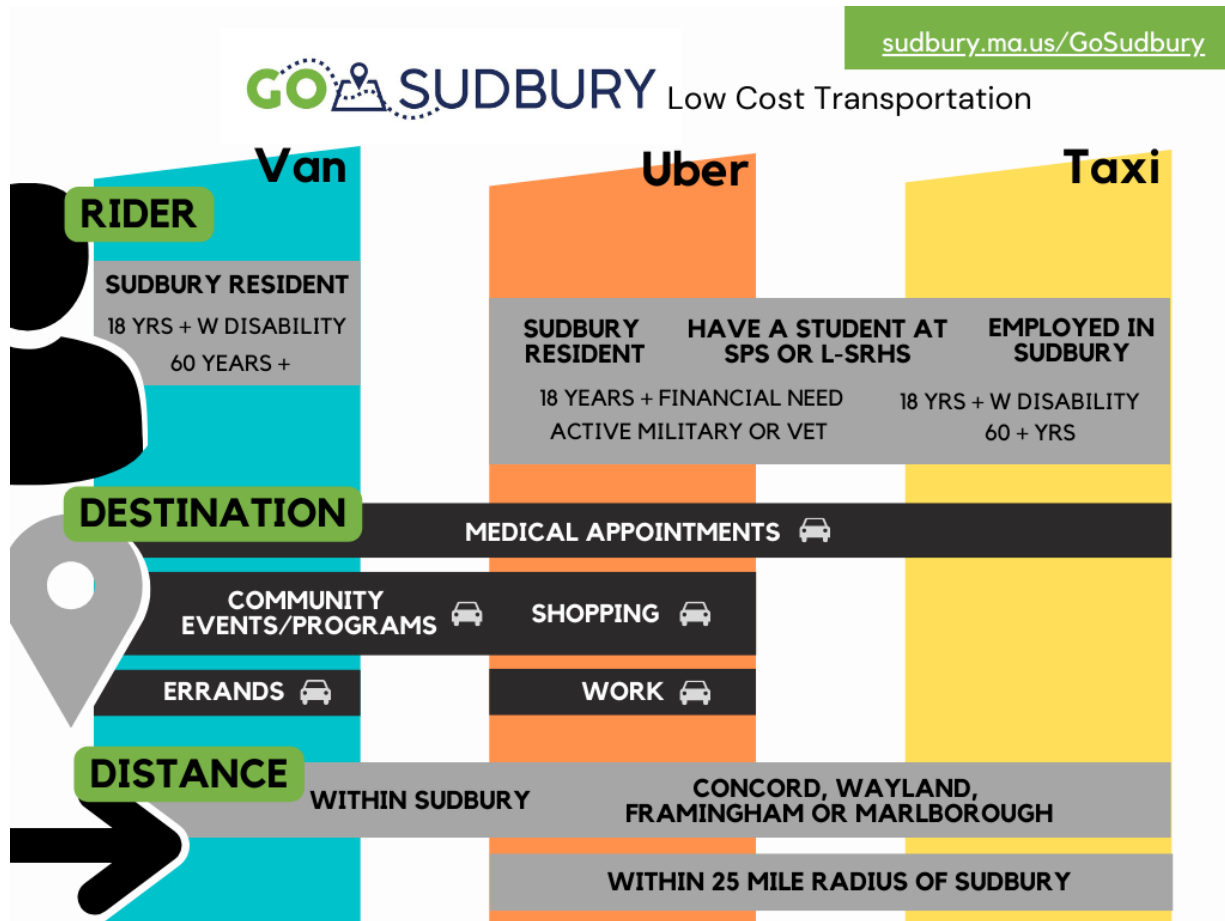 sudbury.ma.us/GoSudbury
GO SUDBURY Low Cost Transportation
Van
Uber
Taxi
RIDER
SUDBURY RESIDENT
18 YRS + W DISABILITY
60 YEARS +
SUDBURY
RESIDENT
HAVE A STUDENT AT
SPS OR L-SRHS
EMPLOYED IN
SUDBURY
18 YEARS + FINANCIAL NEED
ACTIVE MILITARY OR VET
18 YRS + W DISABILITY
60 + YRS
DESTINATION
MEDICAL APPOINTMENTS
COMMUNITY
EVENTS/PROGRAMS
SHOPPING
ERRANDS
WORK
DISTANCE
WITHIN SUDBURY
CONCORD, WAYLAND,
FRAMINGHAM OR MARLBOROUGH
WITHIN 25 MILE RADIUS OF SUDBURY